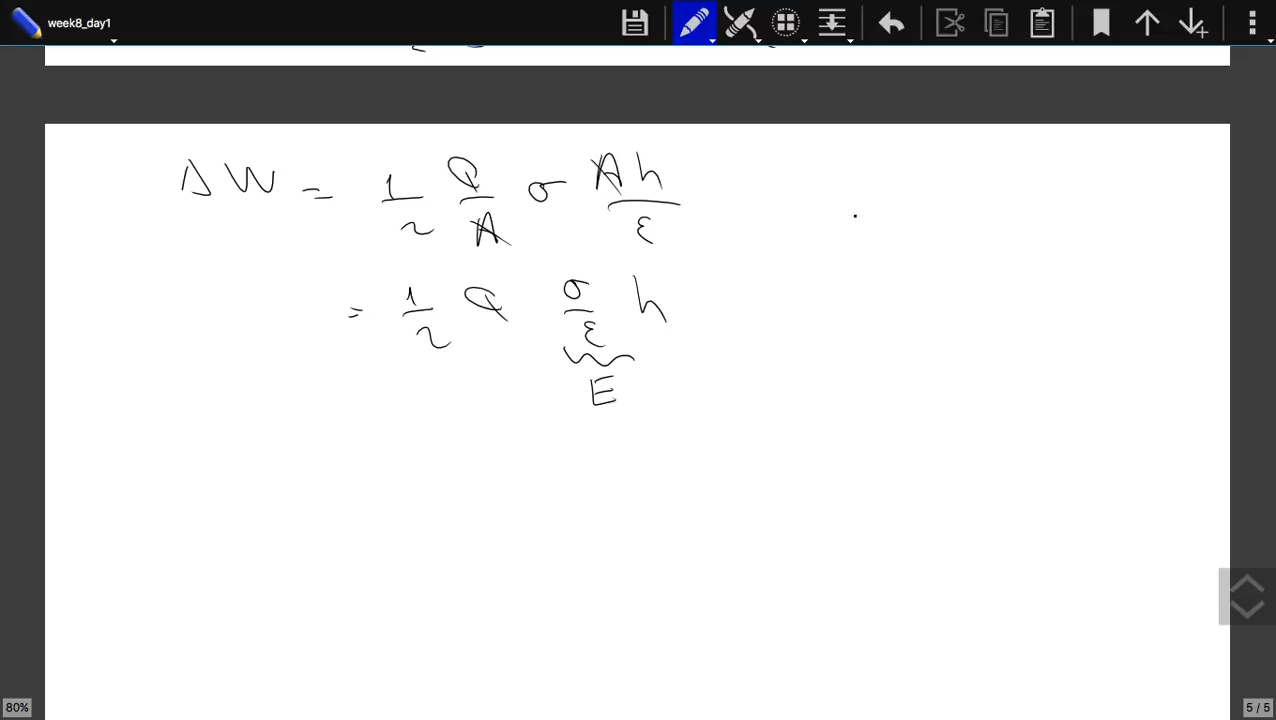 week8_day1
ΔW = 1/2 Q/A σ Ah/ε
= 1/2 Q σ/ε h
E
80%
5 / 5